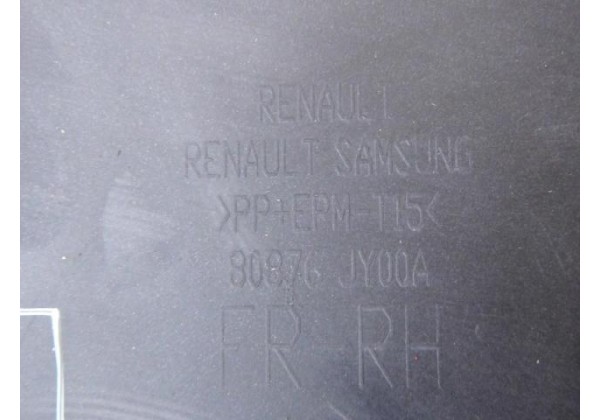 RENAULT
RENAULT SAMSUNG
>PP+EPM-T15<
80876 JY00A
FR-RH